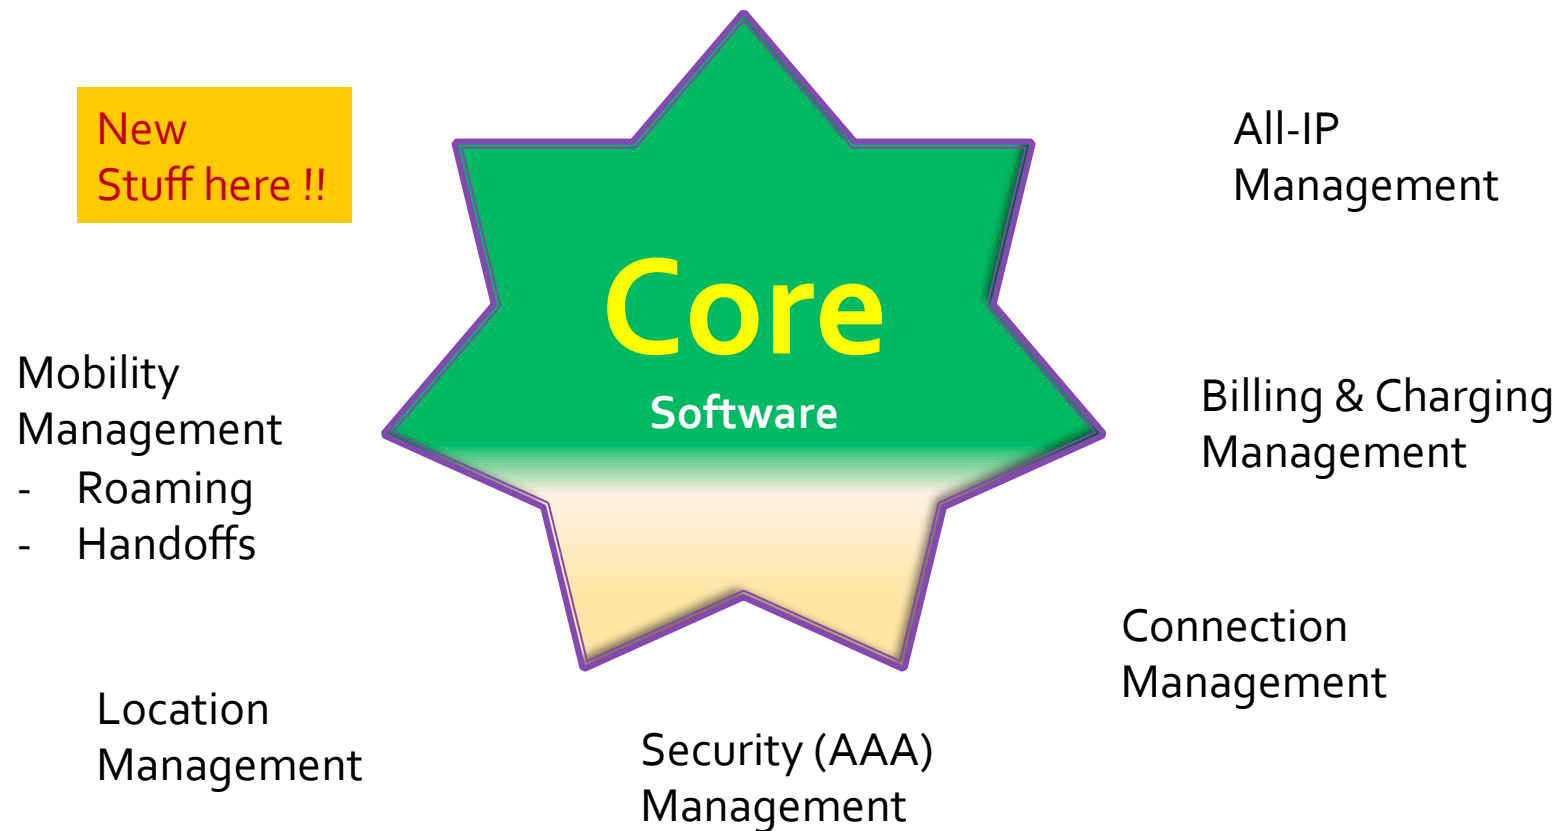 New
Stuff here !!
All-IP
Management
Core
Software
Mobility
Management
- Roaming
- Handoffs
Billing & Charging
Management
Connection
Management
Location
Management
Security (AAA)
Management